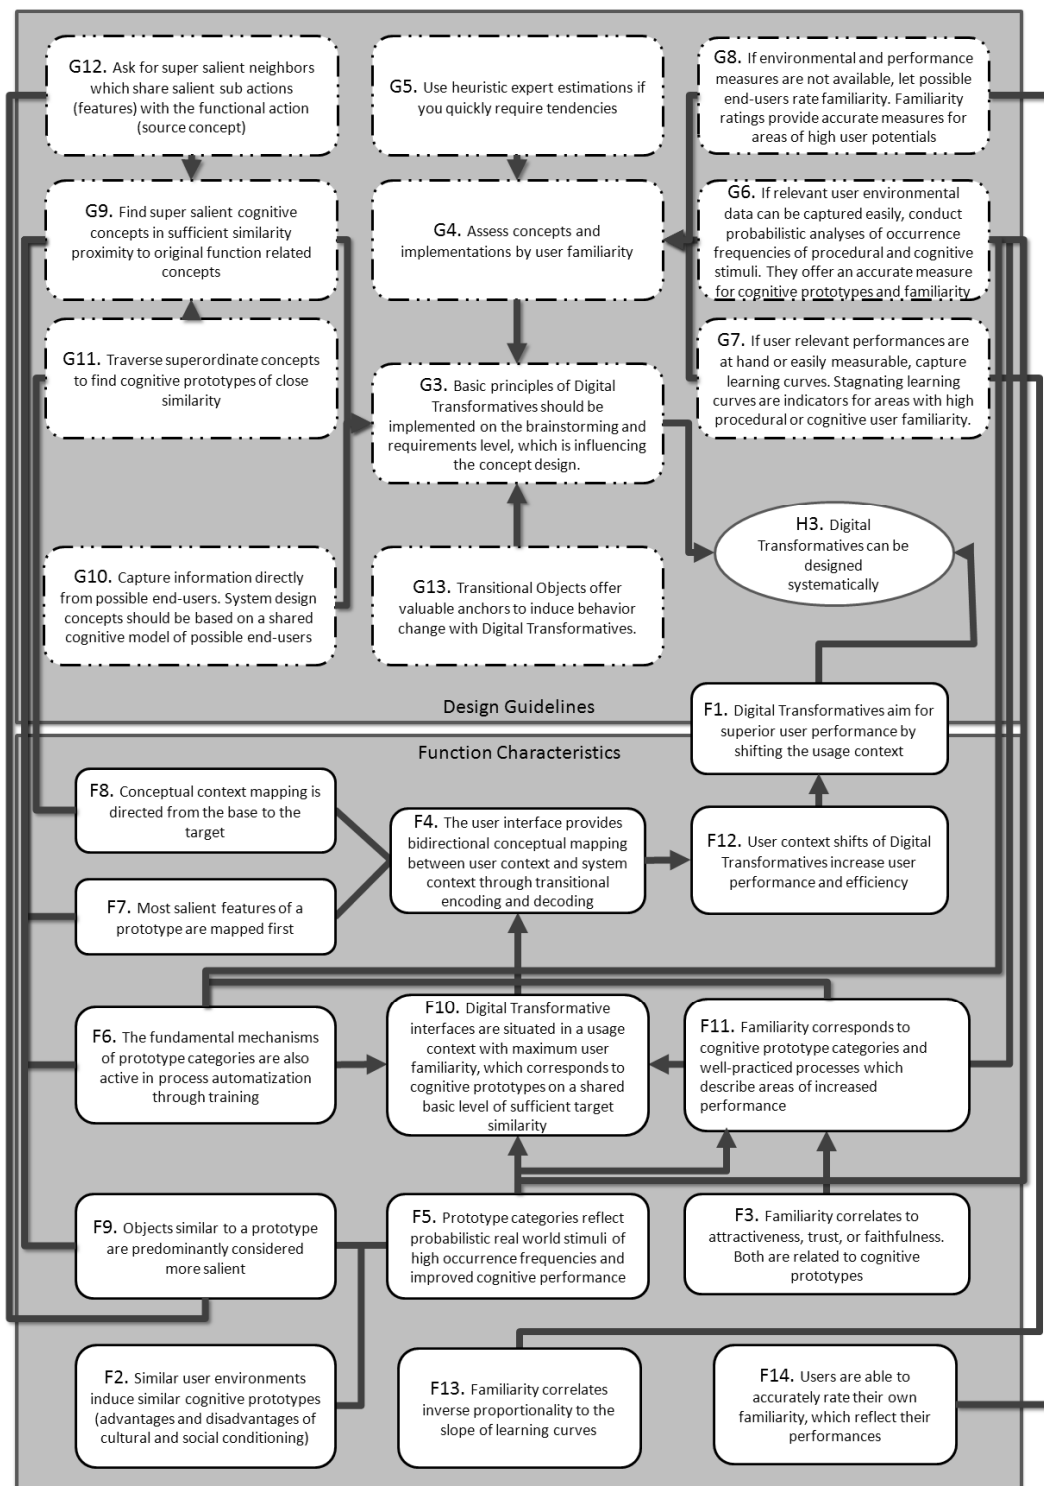 G12. Ask for super salient neighbors
which share salient sub actions
(features) with the functional action
(source concept)
G5. Use heuristic expert estimations if
you quickly require tendencies
G8. If environmental and performance
measures are not available, let possible
end-users rate familiarity. Familiarity
ratings provide accurate measures for
areas of high user potentials
G9. Find super salient cognitive
concepts in sufficient similarity
proximity to original function related
concepts
G4. Assess concepts and
implementations by user familiarity
G6. If relevant user environmental
data can be captured easily, conduct
probabilistic analyses of occurrence
frequencies of procedural and cognitive
stimuli. They offer an accurate measure
for cognitive prototypes and familiarity
G11. Traverse superordinate concepts
to find cognitive prototypes of close
similarity
G3. Basic principles of Digital
Transformatives should be
implemented on the brainstorming and
requirements level, which is influencing
the concept design.
G7. If user relevant performances are
at hand or easily measurable, capture
learning curves. Stagnating learning
curves are indicators for areas with high
procedural or cognitive user familiarity.
H3. Digital
Transformatives can be
designed
systematically
G10. Capture information directly
from possible end-users. System design
concepts should be based on a shared
cognitive model of possible end-users
G13. Transitional Objects offer
valuable anchors to induce behavior
change with Digital Transformatives.
Design Guidelines
F1. Digital Transformatives aim for
superior user performance by
shifting the usage context
Function Characteristics
F8. Conceptual context mapping is
directed from the base to the
target
F4. The user interface provides
bidirectional conceptual mapping
between user context and system
context through transitional
encoding and decoding
F12. User context shifts of Digital
Transformatives increase user
performance and efficiency
F7. Most salient features of a
prototype are mapped first
F6. The fundamental mechanisms
of prototype categories are also
active in process automatization
through training
F10. Digital Transformative
interfaces are situated in a usage
context with maximum user
familiarity, which corresponds to
cognitive prototypes on a shared
basic level of sufficient target
similarity
F11. Familiarity corresponds to
cognitive prototype categories and
well-practiced processes which
describe areas of increased
performance
F9. Objects similar to a prototype
are predominantly considered
more salient
F5. Prototype categories reflect
probabilistic real world stimuli of
high occurrence frequencies and
improved cognitive performance
F3. Familiarity correlates to
attractiveness, trust, or faithfulness.
Both are related to cognitive
prototypes
F2. Similar user environments
induce similar cognitive prototypes
(advantages and disadvantages of
cultural and social conditioning)
F13. Familiarity correlates
inverse proportionality to the
slope of learning curves
F14. Users are able to
accurately rate their own
familiarity, which reflect their
performances